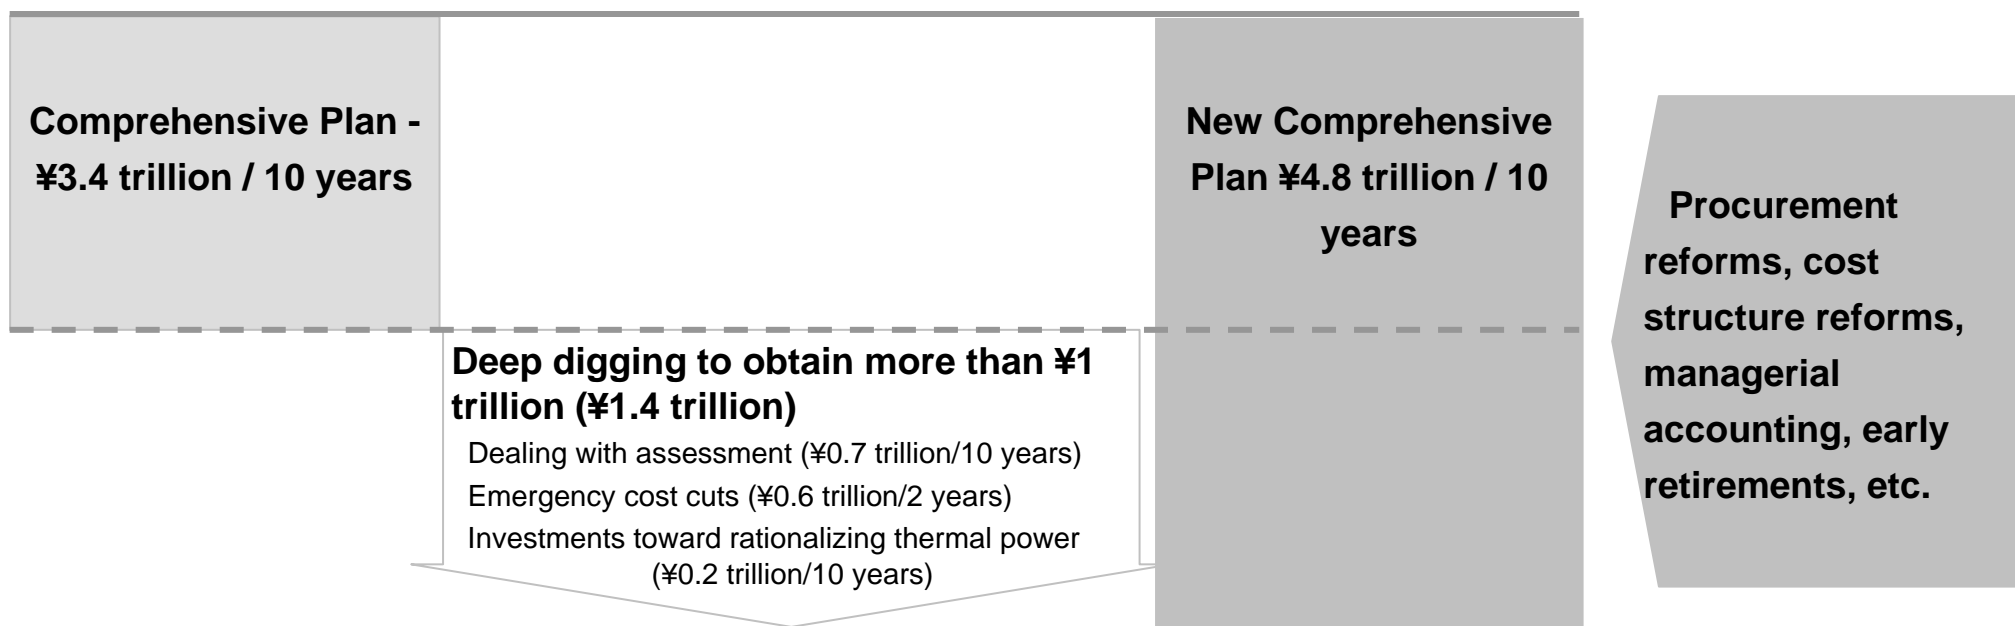 Comprehensive Plan -
¥3.4 trillion / 10 years
New Comprehensive
Plan ¥4.8 trillion / 10
years
Procurement
reforms, cost
structure reforms,
managerial
accounting, early
retirements, etc.
Deep digging to obtain more than ¥1
trillion (¥1.4 trillion)
Dealing with assessment (¥0.7 trillion/10 years)
Emergency cost cuts (¥0.6 trillion/2 years)
Investments toward rationalizing thermal power
(¥0.2 trillion/10 years)